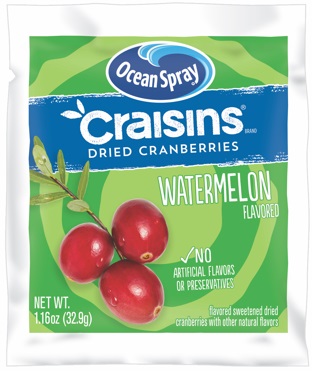 Ocean Spray®
Craisins®
BRAND
DRIED CRANBERRIES
WATERMELON
FLAVORED
✓NO
ARTIFICIAL FLAVORS
OR PRESERVATIVES
NET WT.
1.16oz (32.9g)
flavored sweetened dried
cranberries with other natural flavors